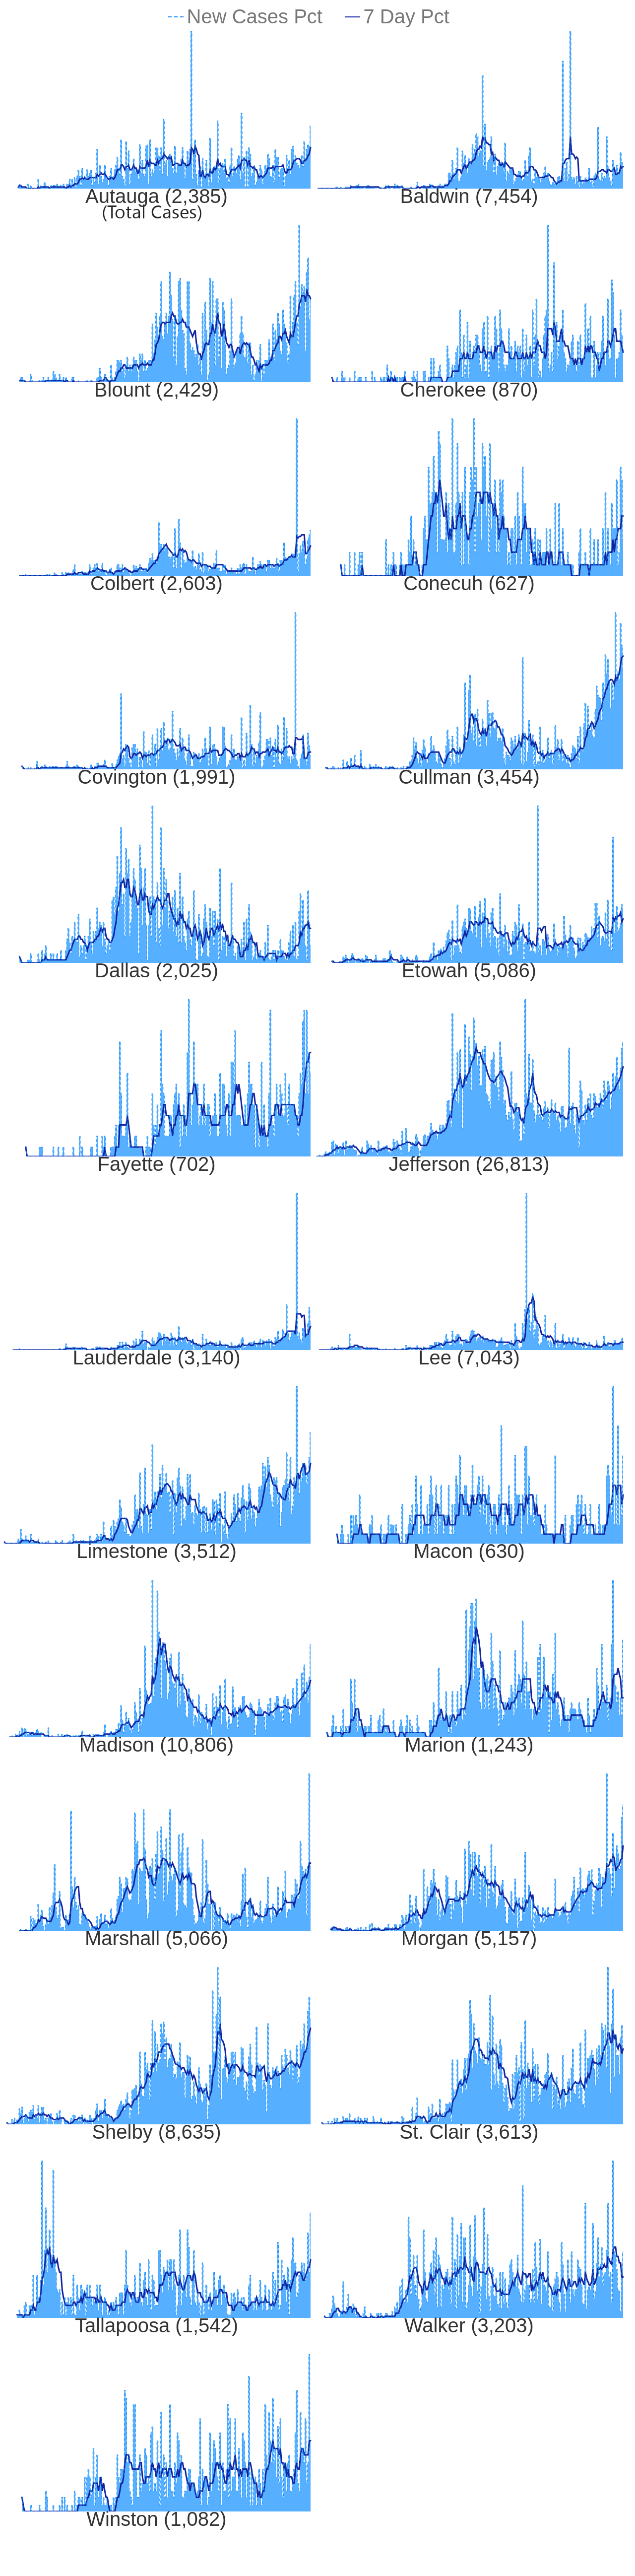 New Cases Pct 7 Day Pct
Autauga (2,385) Baldwin (7,454)
(Total Cases)
Blount (2,429) Cherokee (870)
Colbert (2,603) Conecuh (627)
Covington (1,991) Cullman (3,454)
Dallas (2,025) Etowah (5,086)
Fayette (702) Jefferson (26,813)
Lauderdale (3,140) Lee (7,043)
Limestone (3,512) Macon (630)
Madison (10,806) Marion (1,243)
Marshall (5,066) Morgan (5,157)
Shelby (8,635) St. Clair (3,613)
Tallapoosa (1,542) Walker (3,203)
Winston (1,082)